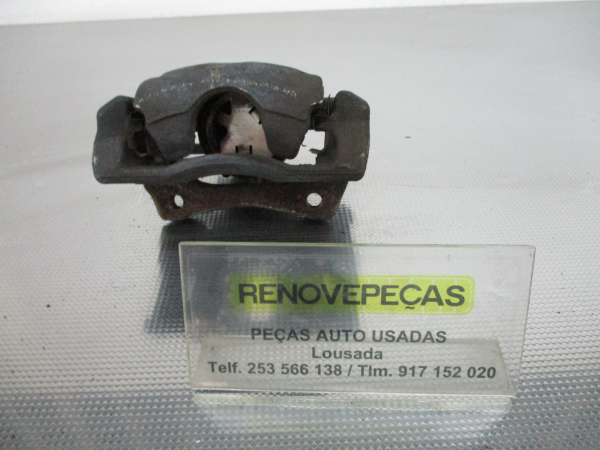 RENOVEPEÇAS
PEÇAS AUTO USADAS
Lousada
Telf. 253 566 138 / Tlm. 917 152 020